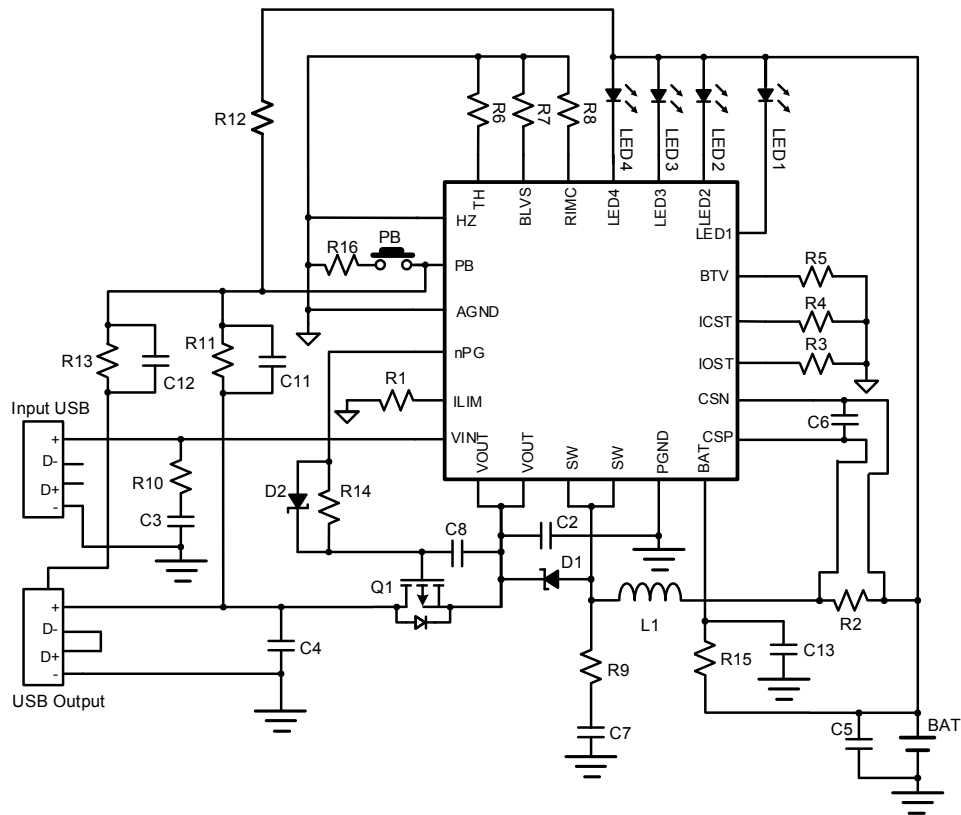 R12
R6
R7
R8
LED4
LED3
LED2
LED1
TH
BLVS
RIMC
LED4
LED3
LED2
LED1
HZ
PB
R16
PB
BTV
R5
AGND
ICST
R4
R13
C12
R11
C11
nPG
IOST
R3
R1
ILIM
CSN
C6
Input USB
+
D-
D+
-
VIN
VOUT
VOUT
SW
SW
PGND
BAT
CSP
R10
C3
D2
R14
C8
C2
D1
Q1
L1
R2
+
D-
D+
-
USB Output
C4
R9
C7
R15
C13
C5
BAT